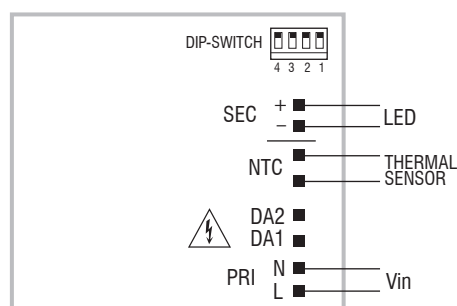 DIP-SWITCH
4 3 2 1
SEC + LED
−
NTC THERMAL
SENSOR
DA2
DA1
PRI N Vin
L